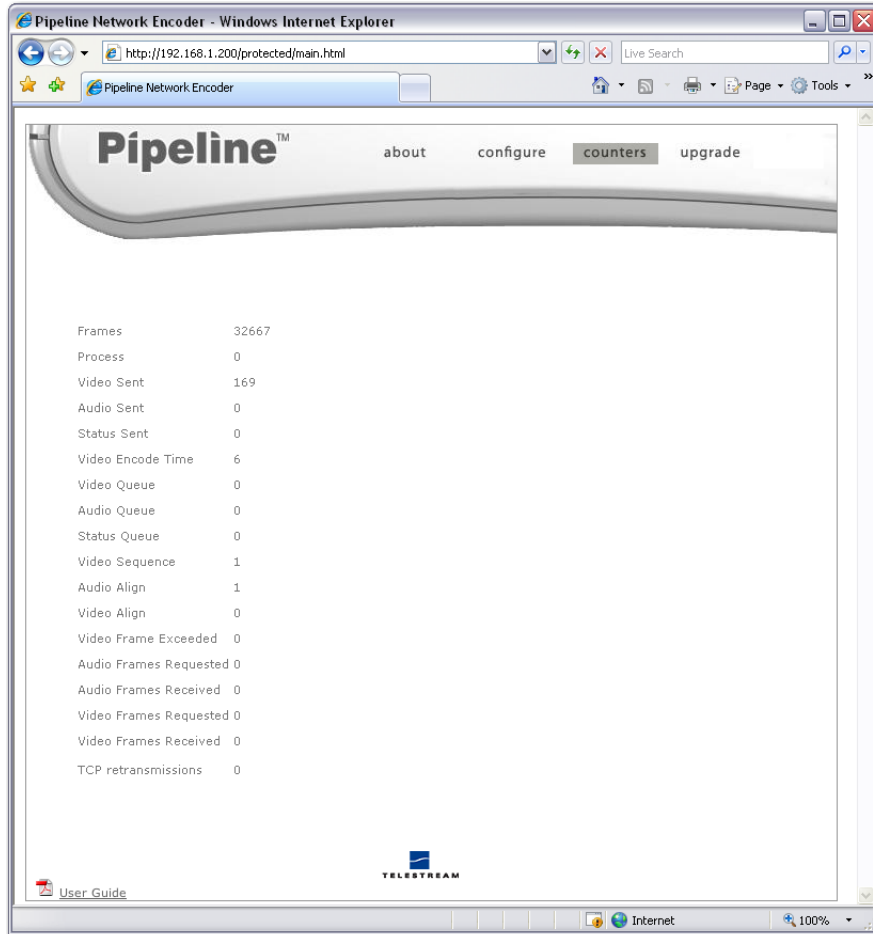 Pipeline Network Encoder - Windows Internet Explorer
http://192.168.1.200/protected/main.html
Live Search
Pipeline Network Encoder
Page
Tools
»
Pipeline™
about configure counters upgrade
Frames 32667
Process 0
Video Sent 169
Audio Sent 0
Status Sent 0
Video Encode Time 6
Video Queue 0
Audio Queue 0
Status Queue 0
Video Sequence 1
Audio Align 1
Video Align 0
Video Frame Exceeded 0
Audio Frames Requested 0
Audio Frames Received 0
Video Frames Requested 0
Video Frames Received 0
TCP retransmissions 0
TELESTREAM
User Guide
Internet 100%